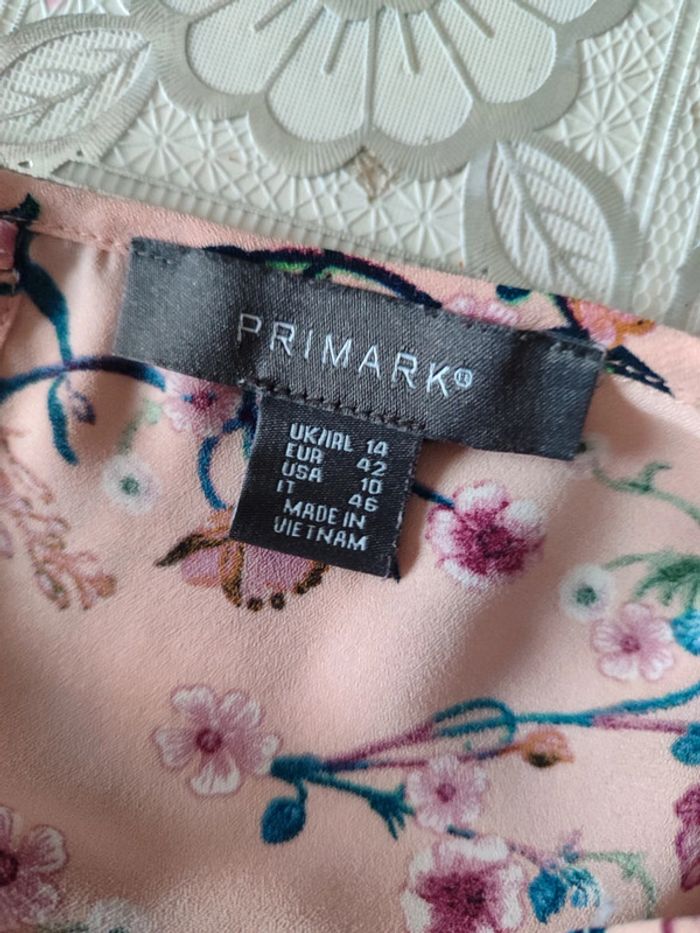 PRIMARK®
UK/IRL 14
EUR 42
USA 10
IT 46
MADE IN
VIETNAM